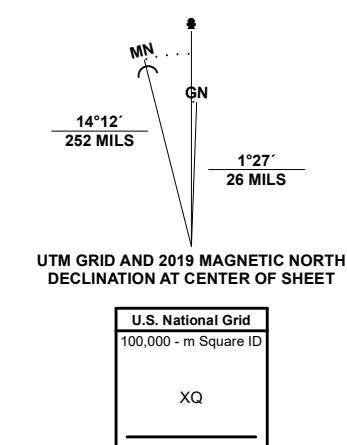 MN
GN
14°12´
252 MILS
1°27´
26 MILS
UTM GRID AND 2019 MAGNETIC NORTH
DECLINATION AT CENTER OF SHEET
U.S. National Grid
100,000 - m Square ID
XQ